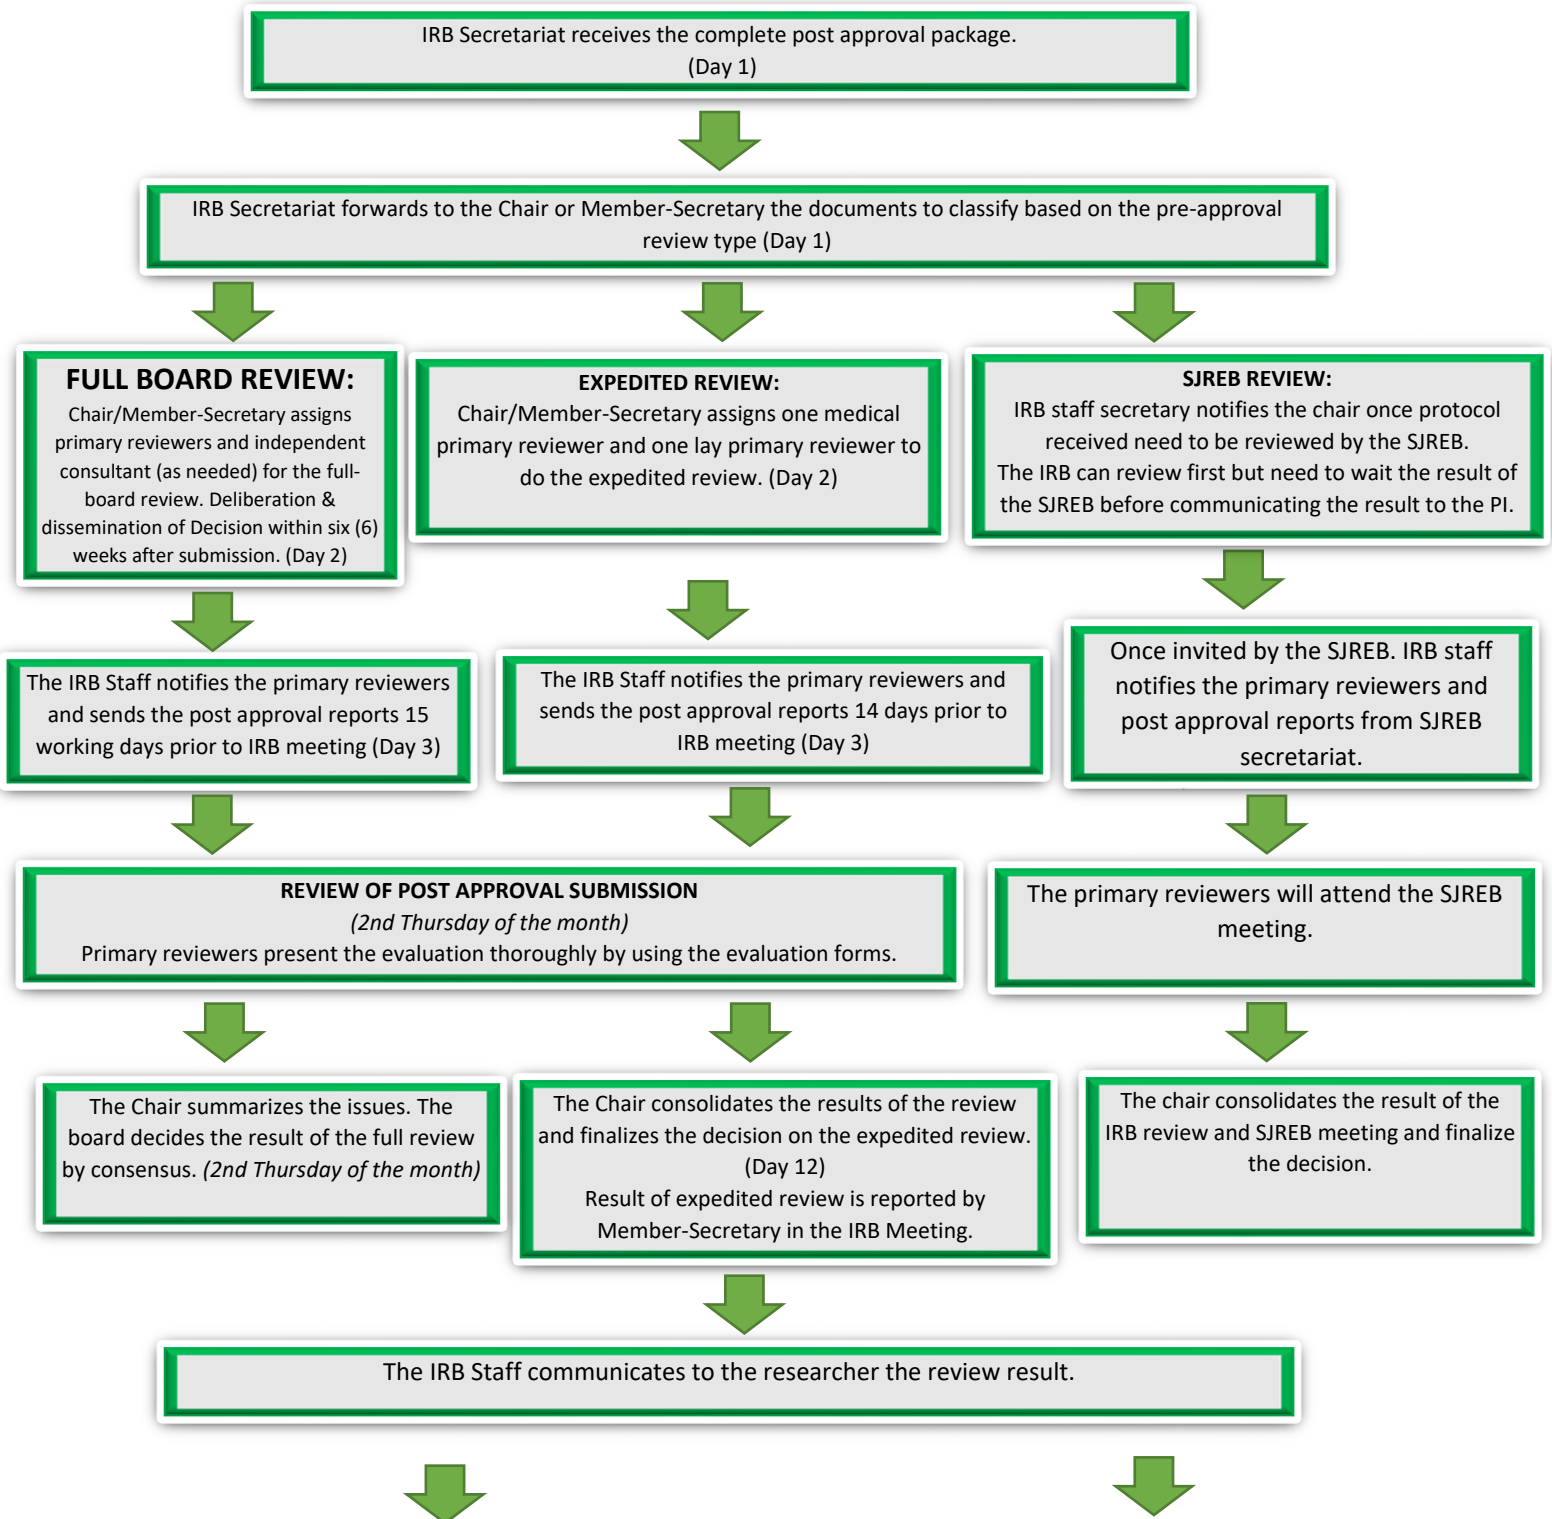 IRB Secretariat receives the complete post approval package.
(Day 1)
IRB Secretariat forwards to the Chair or Member-Secretary the documents to classify based on the pre-approval
review type (Day 1)
FULL BOARD REVIEW:
Chair/Member-Secretary assigns
primary reviewers and independent
consultant (as needed) for the full-
board review. Deliberation &
dissemination of Decision within six (6)
weeks after submission. (Day 2)
EXPEDITED REVIEW:
Chair/Member-Secretary assigns one medical
primary reviewer and one lay primary reviewer to
do the expedited review. (Day 2)
SJREB REVIEW:
IRB staff secretary notifies the chair once protocol
received need to be reviewed by the SJREB.
The IRB can review first but need to wait the result of
the SJREB before communicating the result to the PI.
The IRB Staff notifies the primary reviewers
and sends the post approval reports 15
working days prior to IRB meeting (Day 3)
The IRB Staff notifies the primary reviewers and
sends the post approval reports 14 days prior to
IRB meeting (Day 3)
Once invited by the SJREB. IRB staff
notifies the primary reviewers and
post approval reports from SJREB
secretariat.
REVIEW OF POST APPROVAL SUBMISSION
(2nd Thursday of the month)
Primary reviewers present the evaluation thoroughly by using the evaluation forms.
The primary reviewers will attend the SJREB
meeting.
The Chair summarizes the issues. The
board decides the result of the full review
by consensus. (2nd Thursday of the month)
The Chair consolidates the results of the review
and finalizes the decision on the expedited review.
(Day 12)
Result of expedited review is reported by
Member-Secretary in the IRB Meeting.
The chair consolidates the result of the
IRB review and SJREB meeting and finalize
the decision.
The IRB Staff communicates to the researcher the review result.